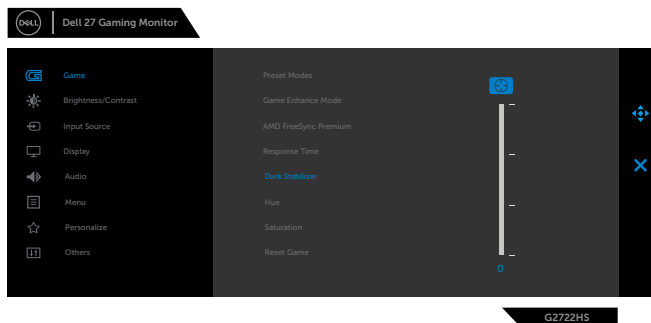 DELL
Dell 27 Gaming Monitor
Game
Brightness/Contrast
Input Source
Display
Audio
Menu
Personalize
Others
Preset Modes
Game Enhance Mode
AMD FreeSync Premium
Response Time
Dark Stabilizer
Hue
Saturation
Reset Game
0
G2722HS